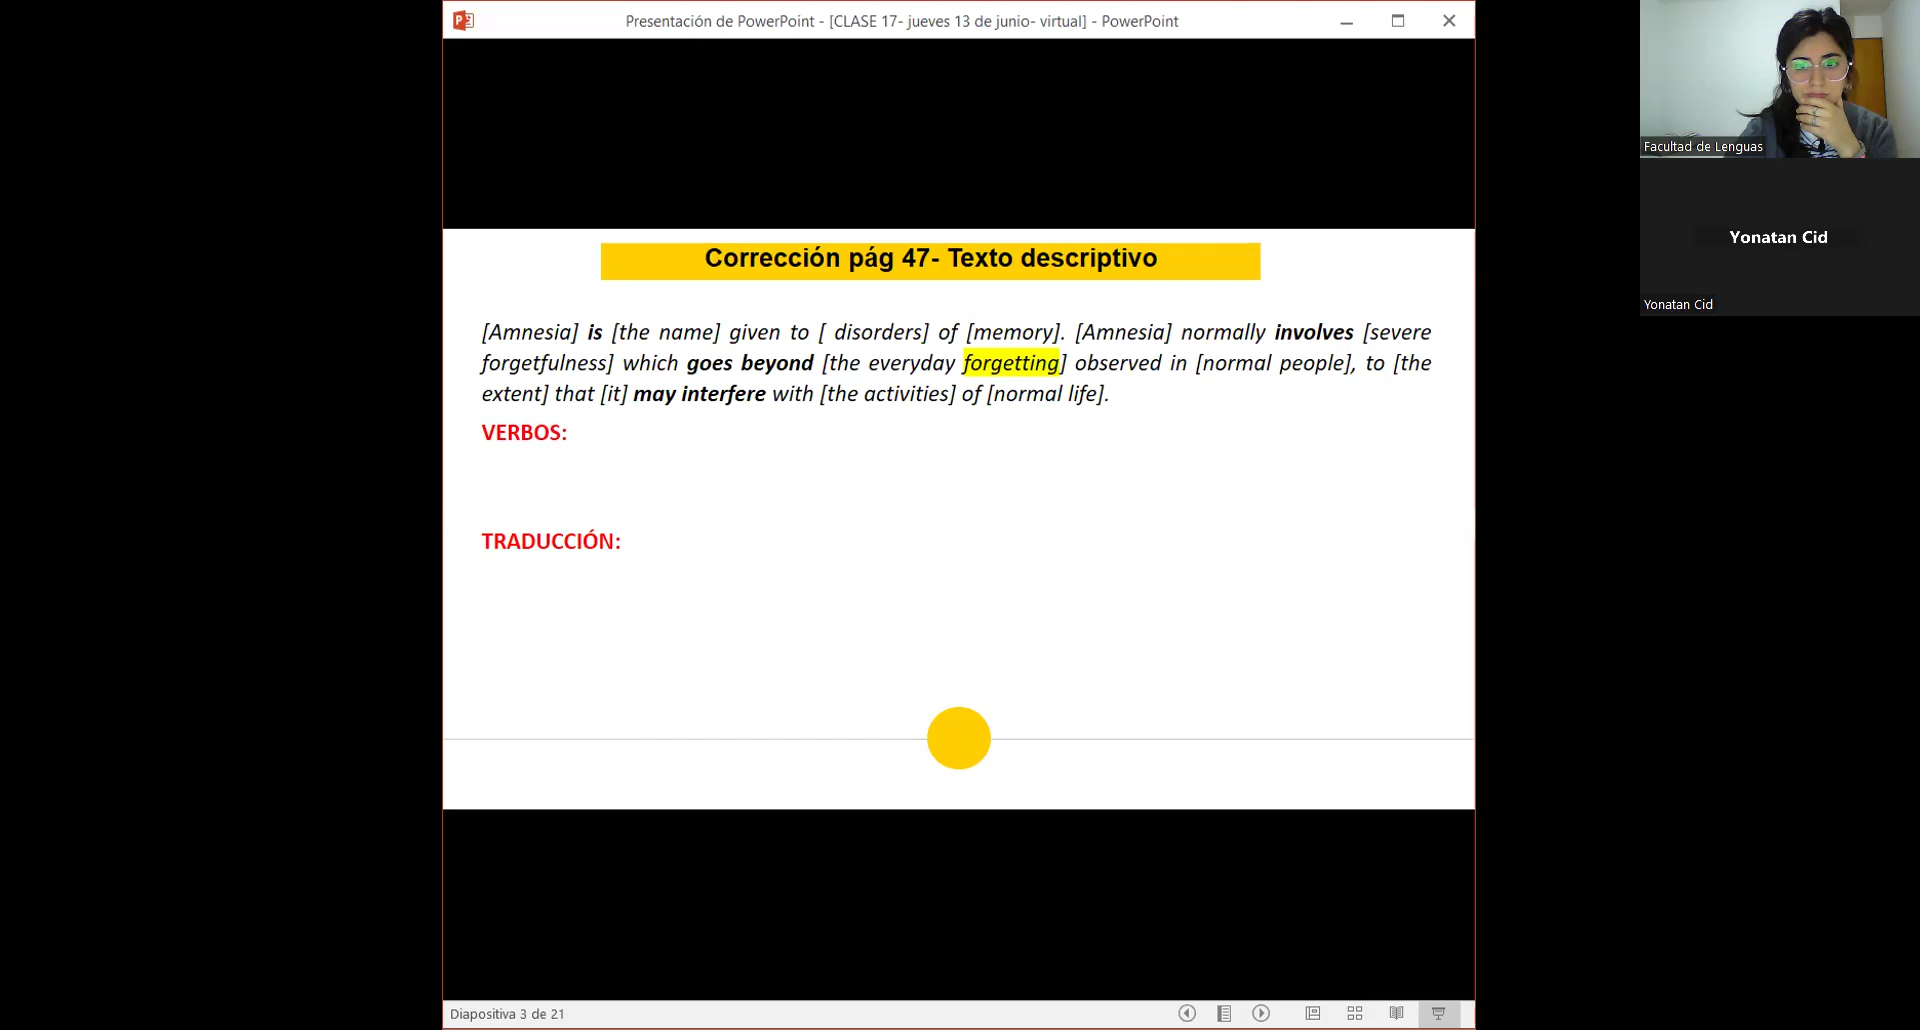 Presentación de PowerPoint - [CLASE 17- jueves 13 de junio- virtual] - PowerPoint
Corrección pág 47- Texto descriptivo
[Amnesia] is [the name] given to [ disorders] of [memory]. [Amnesia] normally involves [severe
forgetfulness] which goes beyond [the everyday forgetting] observed in [normal people], to [the
extent] that [it] may interfere with [the activities] of [normal life].
VERBOS:
TRADUCCIÓN:
Diapositiva 3 de 21
Facultad de Lenguas
Yonatan Cid
Yonatan Cid